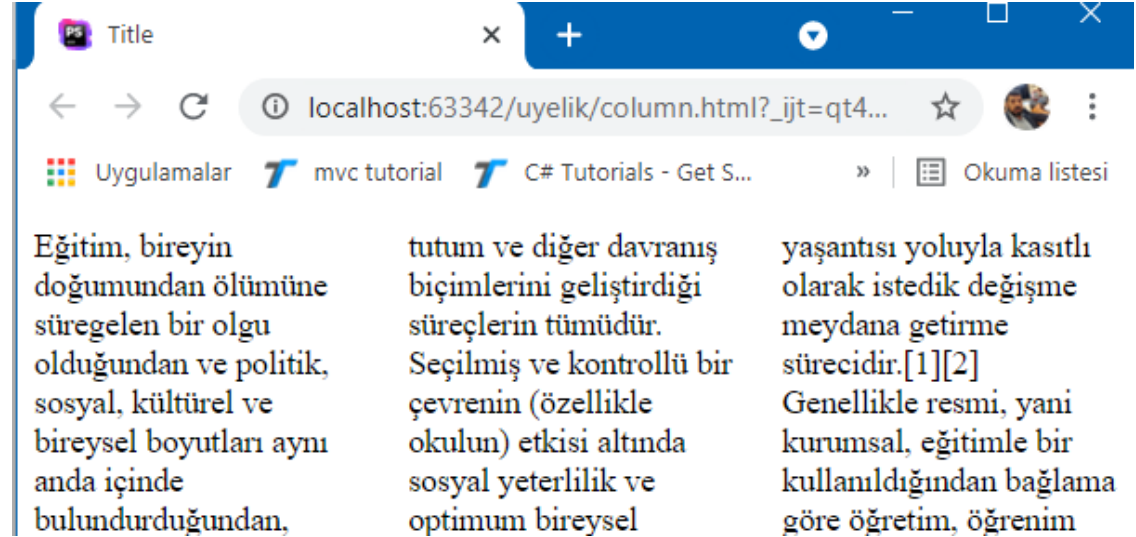 PS Title
localhost:63342/uyelik/column.html?_ijt=qt4...
Uygulamalar mvc tutorial C# Tutorials - Get S... » Okuma listesi
Eğitim, bireyin
doğumundan ölümüne
süregelen bir olgu
olduğundan ve politik,
sosyal, kültürel ve
bireysel boyutları aynı
anda içinde
bulundurduğundan,
tutum ve diğer davranış
biçimlerini geliştirdiği
süreçlerin tümüdür.
Seçilmiş ve kontrollü bir
çevrenin (özellikle
okulun) etkisi altında
sosyal yeterlilik ve
optimum bireysel
yaşantısı yoluyla kasıtlı
olarak istedik değişme
meydana getirme
sürecidir.[1][2]
Genellikle resmi, yani
kurumsal, eğitimle bir
kullanıldığından bağlama
göre öğretim, öğrenim